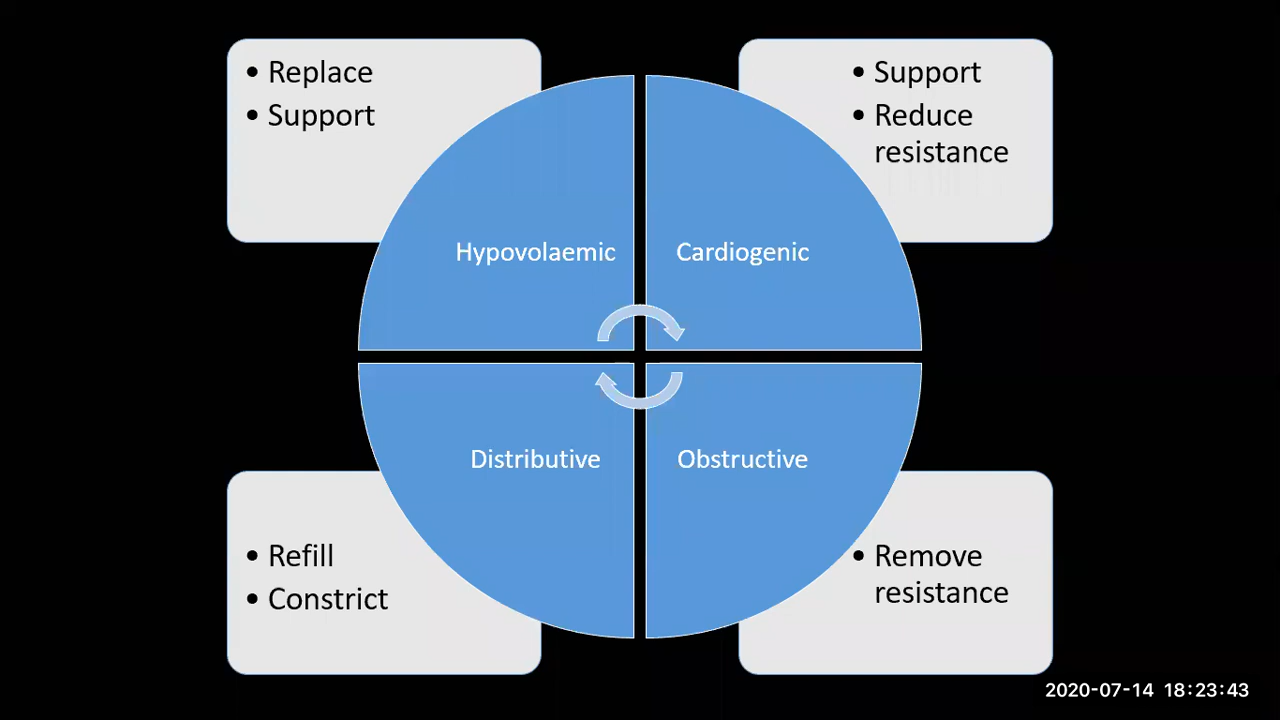 • Replace
• Support
• Support
• Reduce
resistance
Hypovolaemic
Cardiogenic
Distributive
Obstructive
• Refill
• Constrict
• Remove
resistance
2020-07-14 18:23:43